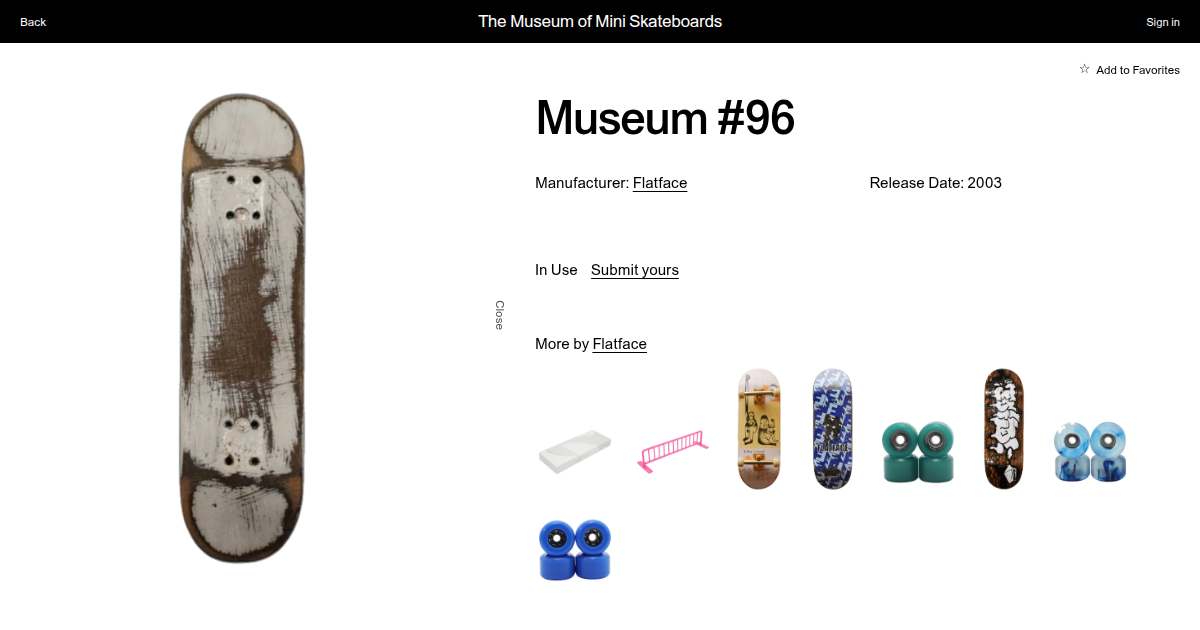 Back
The Museum of Mini Skateboards
Sign in
☆ Add to Favorites
Museum #96
Manufacturer: Flatface
Release Date: 2003
In Use Submit yours
Close
More by Flatface